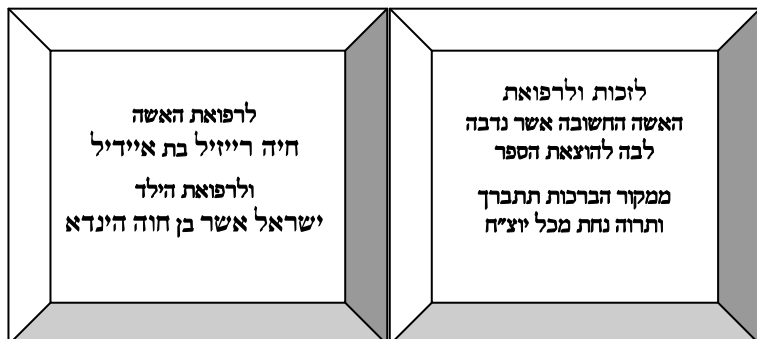 לזכות ולרפואת
האשה החשובה אשר נדבה
לבה להוצאת הספר
ממקור הברכות תתברך
ותרוה נחת מכל יוצ״ח
לרפואת האשה
חיה רייזיל בת איידיל
ולרפואת הילד
ישראל אשר בן חוה הינדא